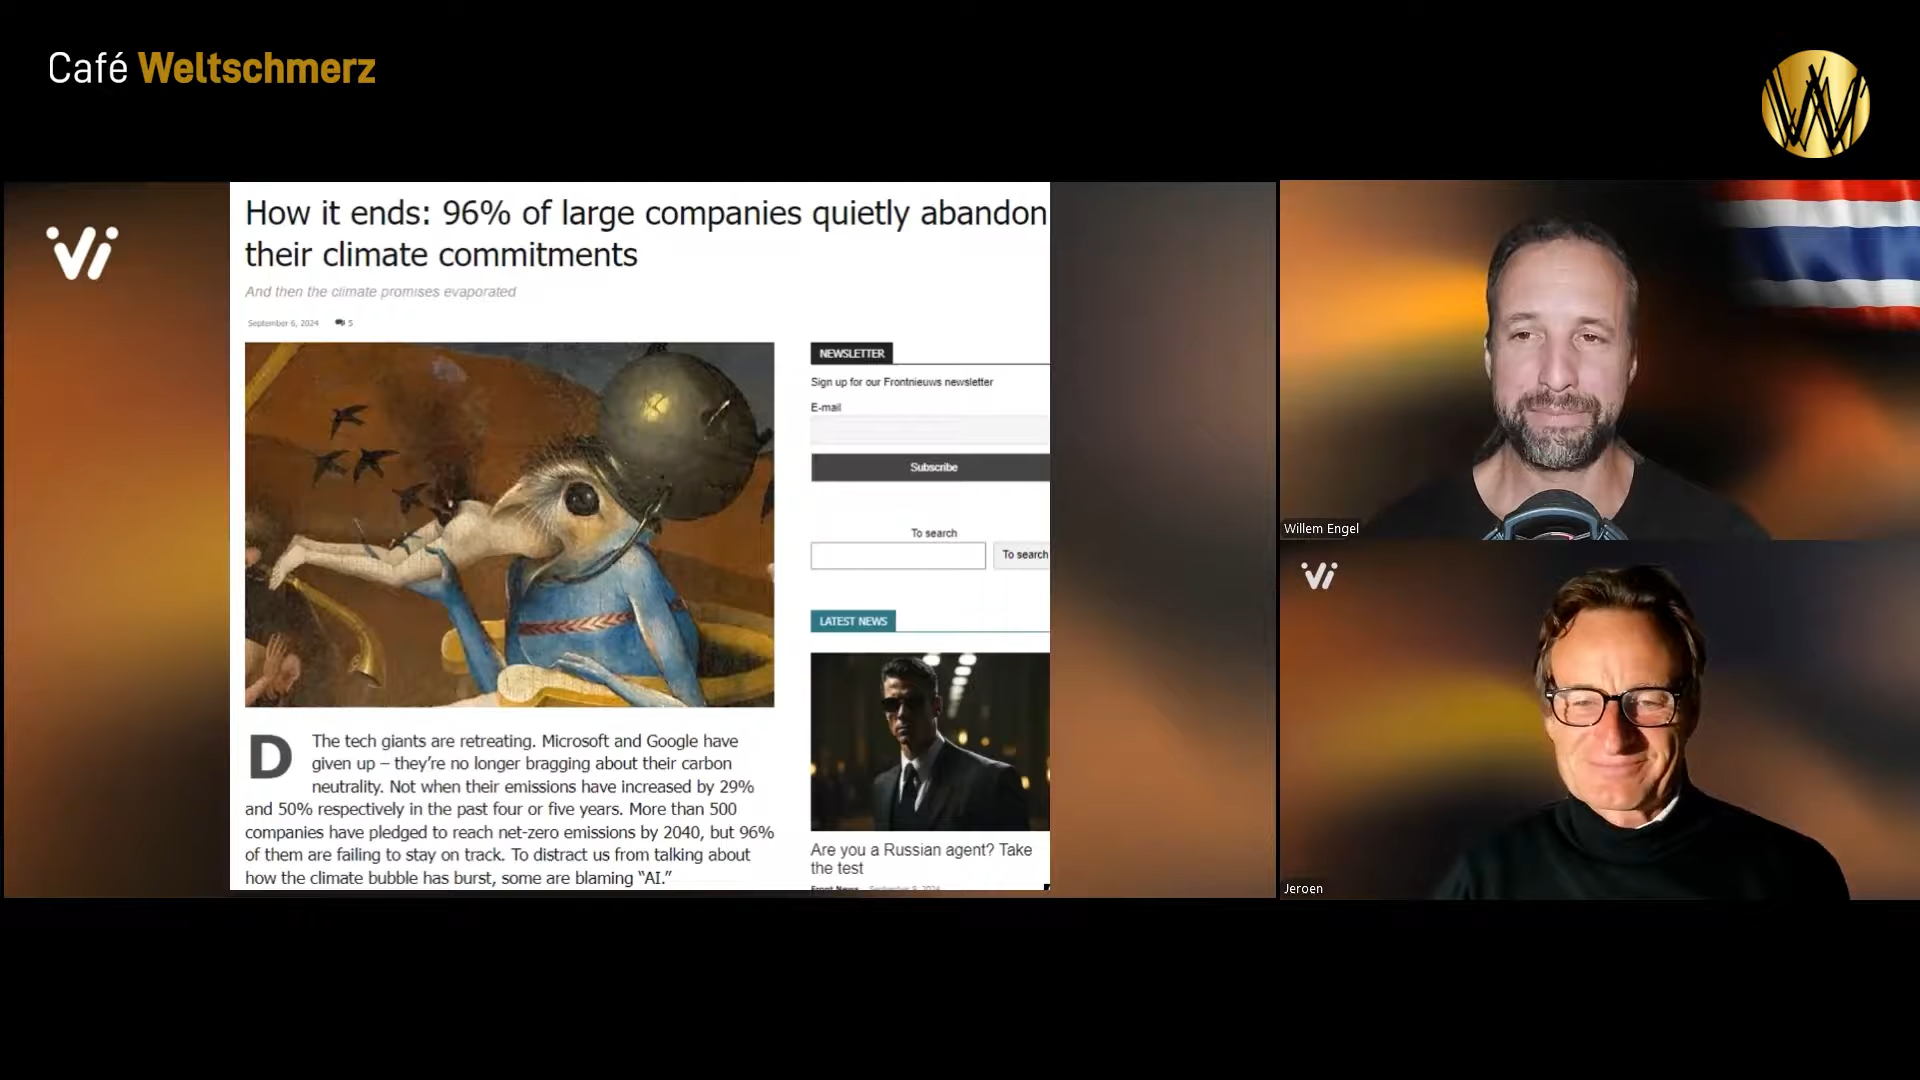 Café Weltschmerz
How it ends: 96% of large companies quietly abandon
their climate commitments
And then the climate promises evaporated
September 6, 2024 5
NEWSLETTER
Sign up for our Frontnieuws newsletter
E-mail
Subscribe
To search
To search
LATEST NEWS
Are you a Russian agent? Take
the test
Front News September 9, 2024
D The tech giants are retreating. Microsoft and Google have
given up – they're no longer bragging about their carbon
neutrality. Not when their emissions have increased by 29%
and 50% respectively in the past four or five years. More than 500
companies have pledged to reach net-zero emissions by 2040, but 96%
of them are failing to stay on track. To distract us from talking about
how the climate bubble has burst, some are blaming “AI.”
Willem Engel
Jeroen